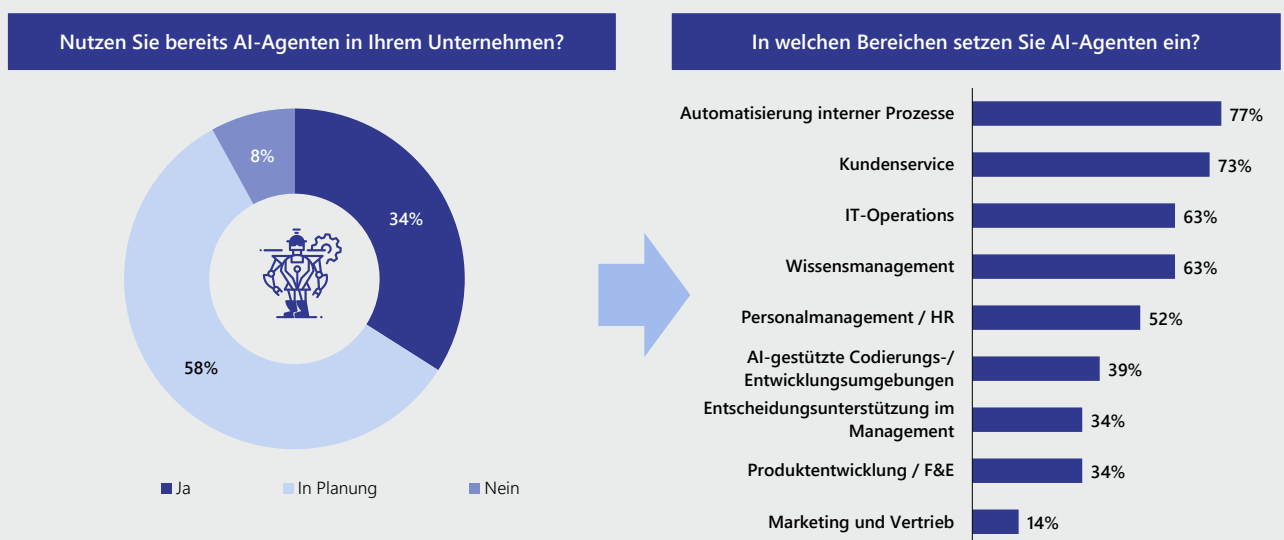 Nutzen Sie bereits AI-Agenten in Ihrem Unternehmen?
8%
34%
58%
Ja
In Planung
Nein
In welchen Bereichen setzen Sie AI-Agenten ein?
Automatisierung interner Prozesse
77%
Kundenservice
73%
IT-Operations
63%
Wissensmanagement
63%
Personalmanagement / HR
52%
AI-gestützte Codierungs-/
Entwicklungsumgebungen
39%
Entscheidungsunterstützung im
Management
34%
Produktentwicklung / F&E
34%
Marketing und Vertrieb
14%